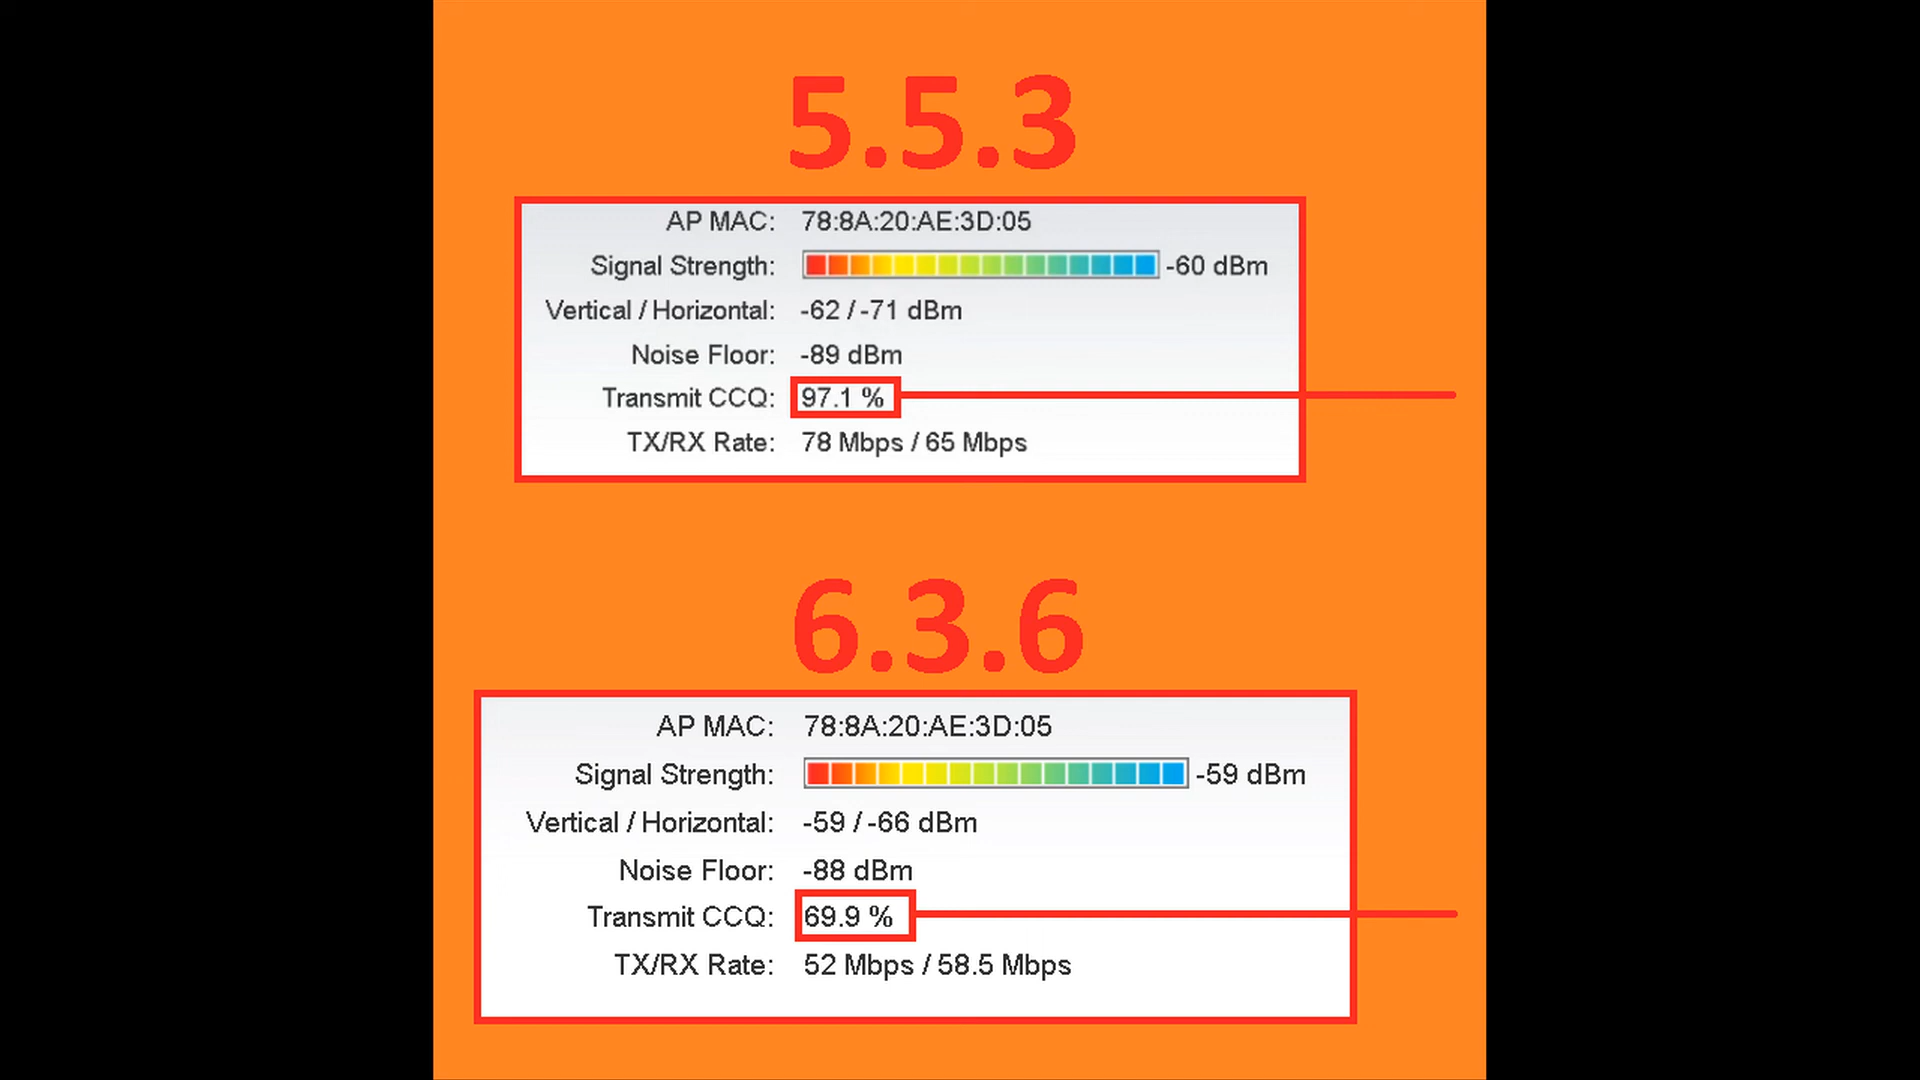 5.5.3
AP MAC: 78:8A:20:AE:3D:05
Signal Strength: -60 dBm
Vertical / Horizontal: -62 / -71 dBm
Noise Floor: -89 dBm
Transmit CCQ: 97.1 %
TX/RX Rate: 78 Mbps / 65 Mbps
6.3.6
AP MAC: 78:8A:20:AE:3D:05
Signal Strength: -59 dBm
Vertical / Horizontal: -59 / -66 dBm
Noise Floor: -88 dBm
Transmit CCQ: 69.9 %
TX/RX Rate: 52 Mbps / 58.5 Mbps